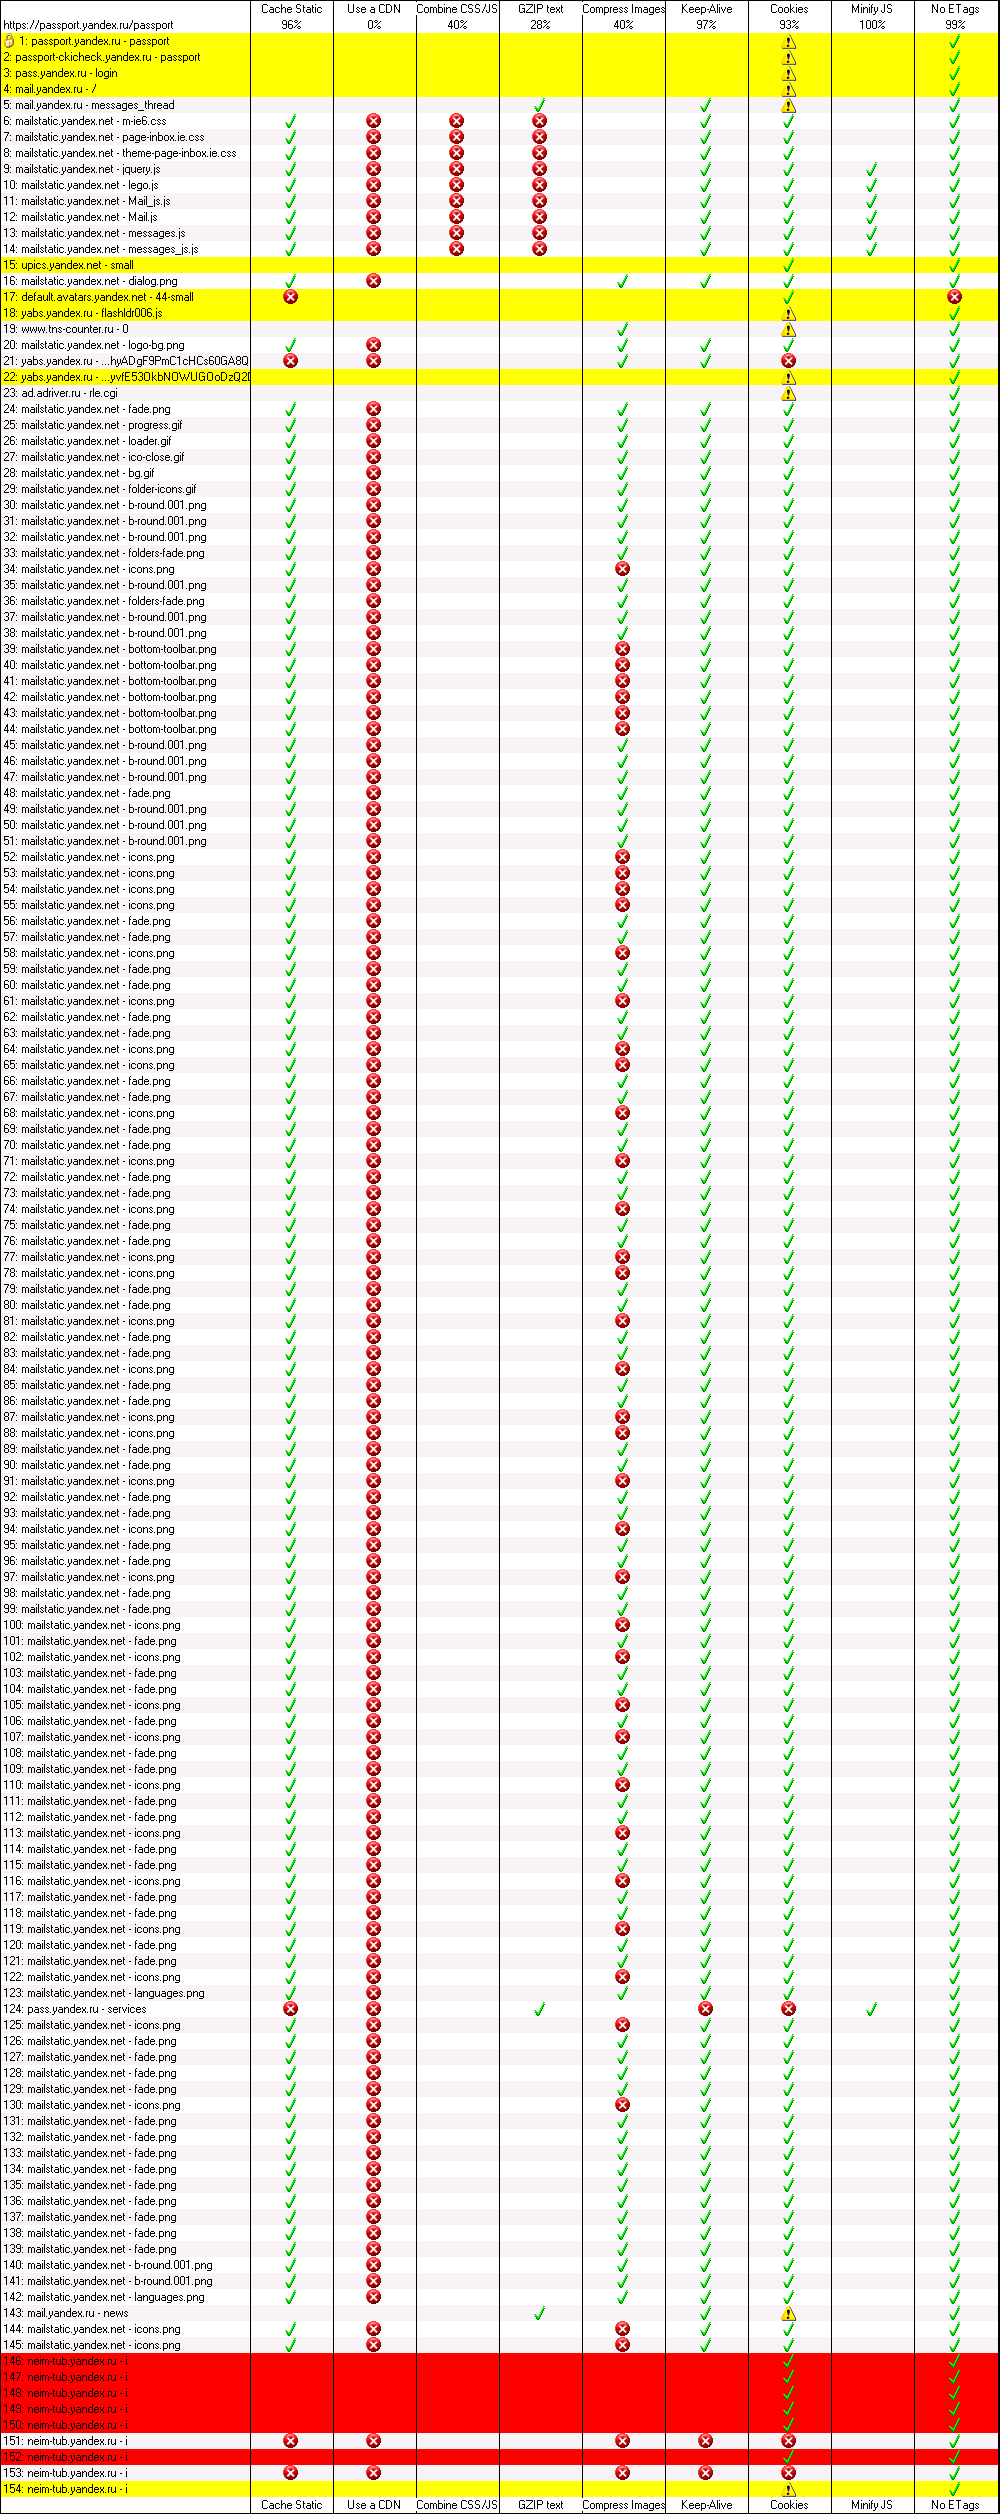 Cache Static Use a CDN Combine CSS/JS GZIP text Compress Images Keep-Alive Cookies Minify JS No ETags
https://passport.yandex.ru/passport 96% 0% 40% 28% 40% 97% 93% 100% 99%
1: passport.yandex.ru - passport
2: passport-ckicheck.yandex.ru - passport
3: pass.yandex.ru - login
4: mail.yandex.ru - /
5: mail.yandex.ru - messages_thread
6: mailstatic.yandex.net - m-ie6.css
7: mailstatic.yandex.net - page-inbox.ie.css
8: mailstatic.yandex.net - theme-page-inbox.ie.css
9: mailstatic.yandex.net - jquery.js
10: mailstatic.yandex.net - lego.js
11: mailstatic.yandex.net - Mail_js.js
12: mailstatic.yandex.net - Mail.js
13: mailstatic.yandex.net - messages.js
14: mailstatic.yandex.net - messages_js.js
15: upics.yandex.net - small
16: mailstatic.yandex.net - dialog.png
17: default.avatars.yandex.net - 44-small
18: yabs.yandex.ru - flashldr006.js
19: www.tns-counter.ru - 0
20: mailstatic.yandex.net - logo-bg.png
21: yabs.yandex.ru - ...hyADgF9PmC1cHCs60GA8Q
22: yabs.yandex.ru - ...yvfE53OkbNOWUGOoDzQ2D
23: ad.adriver.ru - rle.cgi
24: mailstatic.yandex.net - fade.png
25: mailstatic.yandex.net - progress.gif
26: mailstatic.yandex.net - loader.gif
27: mailstatic.yandex.net - ico-close.gif
28: mailstatic.yandex.net - bg.gif
29: mailstatic.yandex.net - folder-icons.gif
30: mailstatic.yandex.net - b-round.001.png
31: mailstatic.yandex.net - b-round.001.png
32: mailstatic.yandex.net - b-round.001.png
33: mailstatic.yandex.net - folders-fade.png
34: mailstatic.yandex.net - icons.png
35: mailstatic.yandex.net - b-round.001.png
36: mailstatic.yandex.net - folders-fade.png
37: mailstatic.yandex.net - b-round.001.png
38: mailstatic.yandex.net - b-round.001.png
39: mailstatic.yandex.net - bottom-toolbar.png
40: mailstatic.yandex.net - bottom-toolbar.png
41: mailstatic.yandex.net - bottom-toolbar.png
42: mailstatic.yandex.net - bottom-toolbar.png
43: mailstatic.yandex.net - bottom-toolbar.png
44: mailstatic.yandex.net - bottom-toolbar.png
45: mailstatic.yandex.net - b-round.001.png
46: mailstatic.yandex.net - b-round.001.png
47: mailstatic.yandex.net - b-round.001.png
48: mailstatic.yandex.net - fade.png
49: mailstatic.yandex.net - b-round.001.png
50: mailstatic.yandex.net - b-round.001.png
51: mailstatic.yandex.net - b-round.001.png
52: mailstatic.yandex.net - icons.png
53: mailstatic.yandex.net - icons.png
54: mailstatic.yandex.net - icons.png
55: mailstatic.yandex.net - icons.png
56: mailstatic.yandex.net - fade.png
57: mailstatic.yandex.net - fade.png
58: mailstatic.yandex.net - icons.png
59: mailstatic.yandex.net - fade.png
60: mailstatic.yandex.net - fade.png
61: mailstatic.yandex.net - icons.png
62: mailstatic.yandex.net - fade.png
63: mailstatic.yandex.net - fade.png
64: mailstatic.yandex.net - icons.png
65: mailstatic.yandex.net - icons.png
66: mailstatic.yandex.net - fade.png
67: mailstatic.yandex.net - fade.png
68: mailstatic.yandex.net - icons.png
69: mailstatic.yandex.net - fade.png
70: mailstatic.yandex.net - fade.png
71: mailstatic.yandex.net - icons.png
72: mailstatic.yandex.net - fade.png
73: mailstatic.yandex.net - fade.png
74: mailstatic.yandex.net - icons.png
75: mailstatic.yandex.net - fade.png
76: mailstatic.yandex.net - fade.png
77: mailstatic.yandex.net - icons.png
78: mailstatic.yandex.net - icons.png
79: mailstatic.yandex.net - fade.png
80: mailstatic.yandex.net - fade.png
81: mailstatic.yandex.net - icons.png
82: mailstatic.yandex.net - fade.png
83: mailstatic.yandex.net - fade.png
84: mailstatic.yandex.net - icons.png
85: mailstatic.yandex.net - fade.png
86: mailstatic.yandex.net - fade.png
87: mailstatic.yandex.net - icons.png
88: mailstatic.yandex.net - icons.png
89: mailstatic.yandex.net - fade.png
90: mailstatic.yandex.net - fade.png
91: mailstatic.yandex.net - icons.png
92: mailstatic.yandex.net - fade.png
93: mailstatic.yandex.net - fade.png
94: mailstatic.yandex.net - icons.png
95: mailstatic.yandex.net - fade.png
96: mailstatic.yandex.net - fade.png
97: mailstatic.yandex.net - icons.png
98: mailstatic.yandex.net - fade.png
99: mailstatic.yandex.net - fade.png
100: mailstatic.yandex.net - icons.png
101: mailstatic.yandex.net - fade.png
102: mailstatic.yandex.net - icons.png
103: mailstatic.yandex.net - fade.png
104: mailstatic.yandex.net - fade.png
105: mailstatic.yandex.net - icons.png
106: mailstatic.yandex.net - fade.png
107: mailstatic.yandex.net - icons.png
108: mailstatic.yandex.net - fade.png
109: mailstatic.yandex.net - fade.png
110: mailstatic.yandex.net - icons.png
111: mailstatic.yandex.net - fade.png
112: mailstatic.yandex.net - fade.png
113: mailstatic.yandex.net - icons.png
114: mailstatic.yandex.net - fade.png
115: mailstatic.yandex.net - fade.png
116: mailstatic.yandex.net - icons.png
117: mailstatic.yandex.net - fade.png
118: mailstatic.yandex.net - fade.png
119: mailstatic.yandex.net - icons.png
120: mailstatic.yandex.net - fade.png
121: mailstatic.yandex.net - fade.png
122: mailstatic.yandex.net - icons.png
123: mailstatic.yandex.net - languages.png
124: pass.yandex.ru - services
125: mailstatic.yandex.net - icons.png
126: mailstatic.yandex.net - fade.png
127: mailstatic.yandex.net - fade.png
128: mailstatic.yandex.net - fade.png
129: mailstatic.yandex.net - fade.png
130: mailstatic.yandex.net - icons.png
131: mailstatic.yandex.net - fade.png
132: mailstatic.yandex.net - fade.png
133: mailstatic.yandex.net - fade.png
134: mailstatic.yandex.net - fade.png
135: mailstatic.yandex.net - fade.png
136: mailstatic.yandex.net - fade.png
137: mailstatic.yandex.net - fade.png
138: mailstatic.yandex.net - fade.png
139: mailstatic.yandex.net - fade.png
140: mailstatic.yandex.net - b-round.001.png
141: mailstatic.yandex.net - b-round.001.png
142: mailstatic.yandex.net - languages.png
143: mail.yandex.ru - news
144: mailstatic.yandex.net - icons.png
145: mailstatic.yandex.net - icons.png
146: neim-tub.yandex.ru - i
147: neim-tub.yandex.ru - i
148: neim-tub.yandex.ru - i
149: neim-tub.yandex.ru - i
150: neim-tub.yandex.ru - i
151: neim-tub.yandex.ru - i
152: neim-tub.yandex.ru - i
153: neim-tub.yandex.ru - i
154: neim-tub.yandex.ru - i
Cache Static Use a CDN Combine CSS/JS GZIP text Compress Images Keep-Alive Cookies Minify JS No ETags